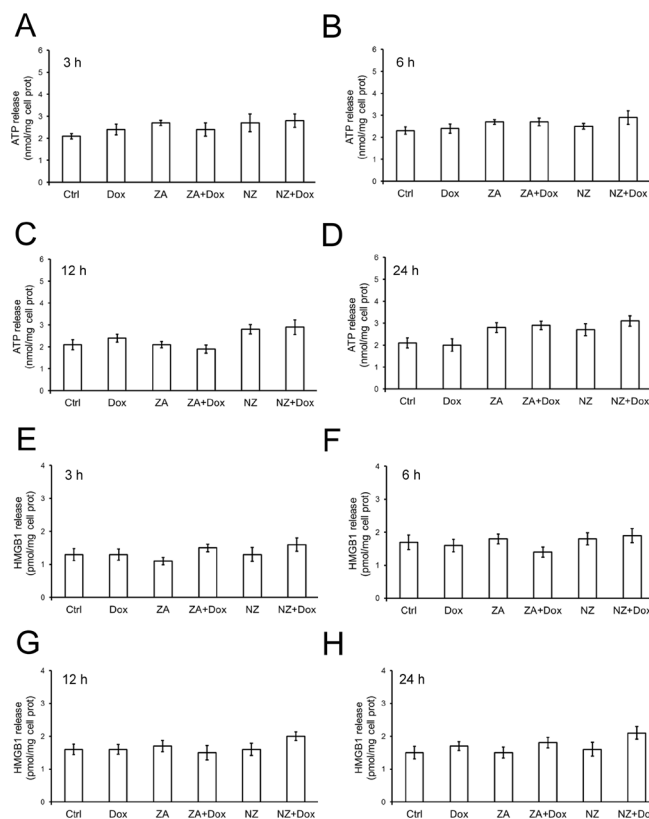 A
3 h
ATP release
(nmol/mg cell prot)
6
5
4
3
2
1
0
Ctrl Dox ZA ZA+Dox NZ NZ+Dox
B
6 h
ATP release
(nmol/mg cell prot)
6
5
4
3
2
1
0
Ctrl Dox ZA ZA+Dox NZ NZ+Dox
C
12 h
ATP release
(nmol/mg cell prot)
6
5
4
3
2
1
0
Ctrl Dox ZA ZA+Dox NZ NZ+Dox
D
24 h
ATP release
(nmol/mg cell prot)
6
5
4
3
2
1
0
Ctrl Dox ZA ZA+Dox NZ NZ+Dox
E
3 h
HMGB1 release
(pmol/mg cell prot)
4
3
2
1
0
Ctrl Dox ZA ZA+Dox NZ NZ+Dox
F
6 h
HMGB1 release
(pmol/mg cell prot)
4
3
2
1
0
Ctrl Dox ZA ZA+Dox NZ NZ+Dox
G
12 h
HMGB1 release
(pmol/mg cell prot)
4
3
2
1
0
Ctrl Dox ZA ZA+Dox NZ NZ+Dox
H
24 h
HMGB1 release
(pmol/mg cell prot)
4
3
2
1
0
Ctrl Dox ZA ZA+Dox NZ NZ+Dox